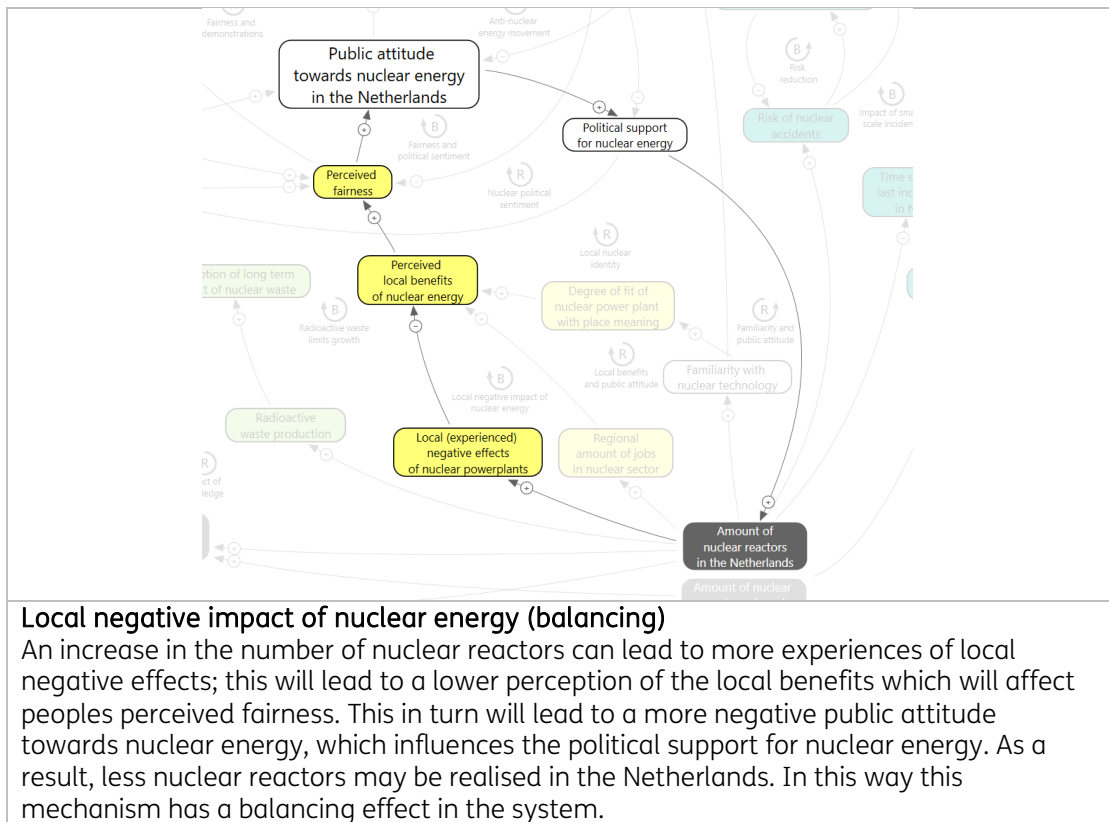 Fairness and
demonstrations
Anti-nuclear
energy movement
Public attitude
towards nuclear energy
in the Netherlands
B
Risk
reduction
B
Impact of
scale
Risk of nuclear
accidents
Political support
for nuclear energy
B
Fairness and
political sentiment
Perceived
fairness
R
Nuclear political
sentiment
Time
last
in
R
Local nuclear
identity
Perceived
local benefits
of nuclear energy
of long term
of nuclear waste
Degree of fit of
nuclear power plant
with place meaning
B
Radioactive waste
limits growth
R
Familiarity and
public attitude
R
Local benefits
and public attitude
Familiarity with
nuclear technology
B
Local negative impact of
nuclear energy
Radioactive
waste production
Local (experienced)
negative effects
of nuclear powerplants
Regional
amount of jobs
in nuclear sector
R
of
Amount of
nuclear reactors
in the Netherlands
Amount of nuclear
Local negative impact of nuclear energy (balancing)
An increase in the number of nuclear reactors can lead to more experiences of local
negative effects; this will lead to a lower perception of the local benefits which will affect
peoples perceived fairness. This in turn will lead to a more negative public attitude
towards nuclear energy, which influences the political support for nuclear energy. As a
result, less nuclear reactors may be realised in the Netherlands. In this way this
mechanism has a balancing effect in the system.